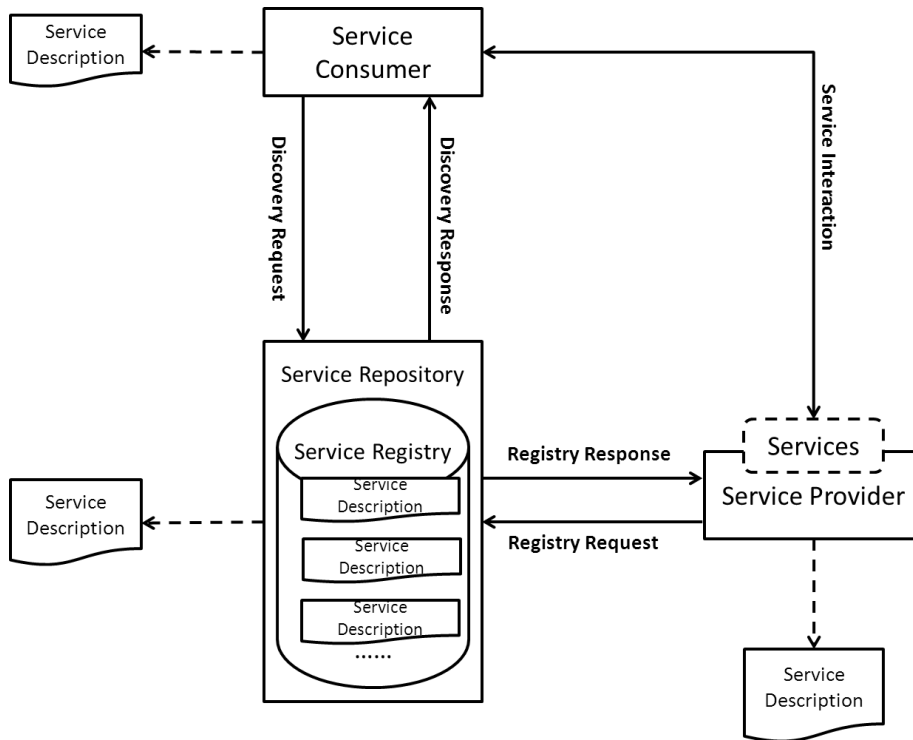 Service
Description
Service
Consumer
Discovery Request
Discovery Response
Service Interaction
Service Repository
Service Registry
Service
Description
Service
Description
Service
Description
......
Service
Description
Registry Response
Registry Request
Services
Service Provider
Service
Description